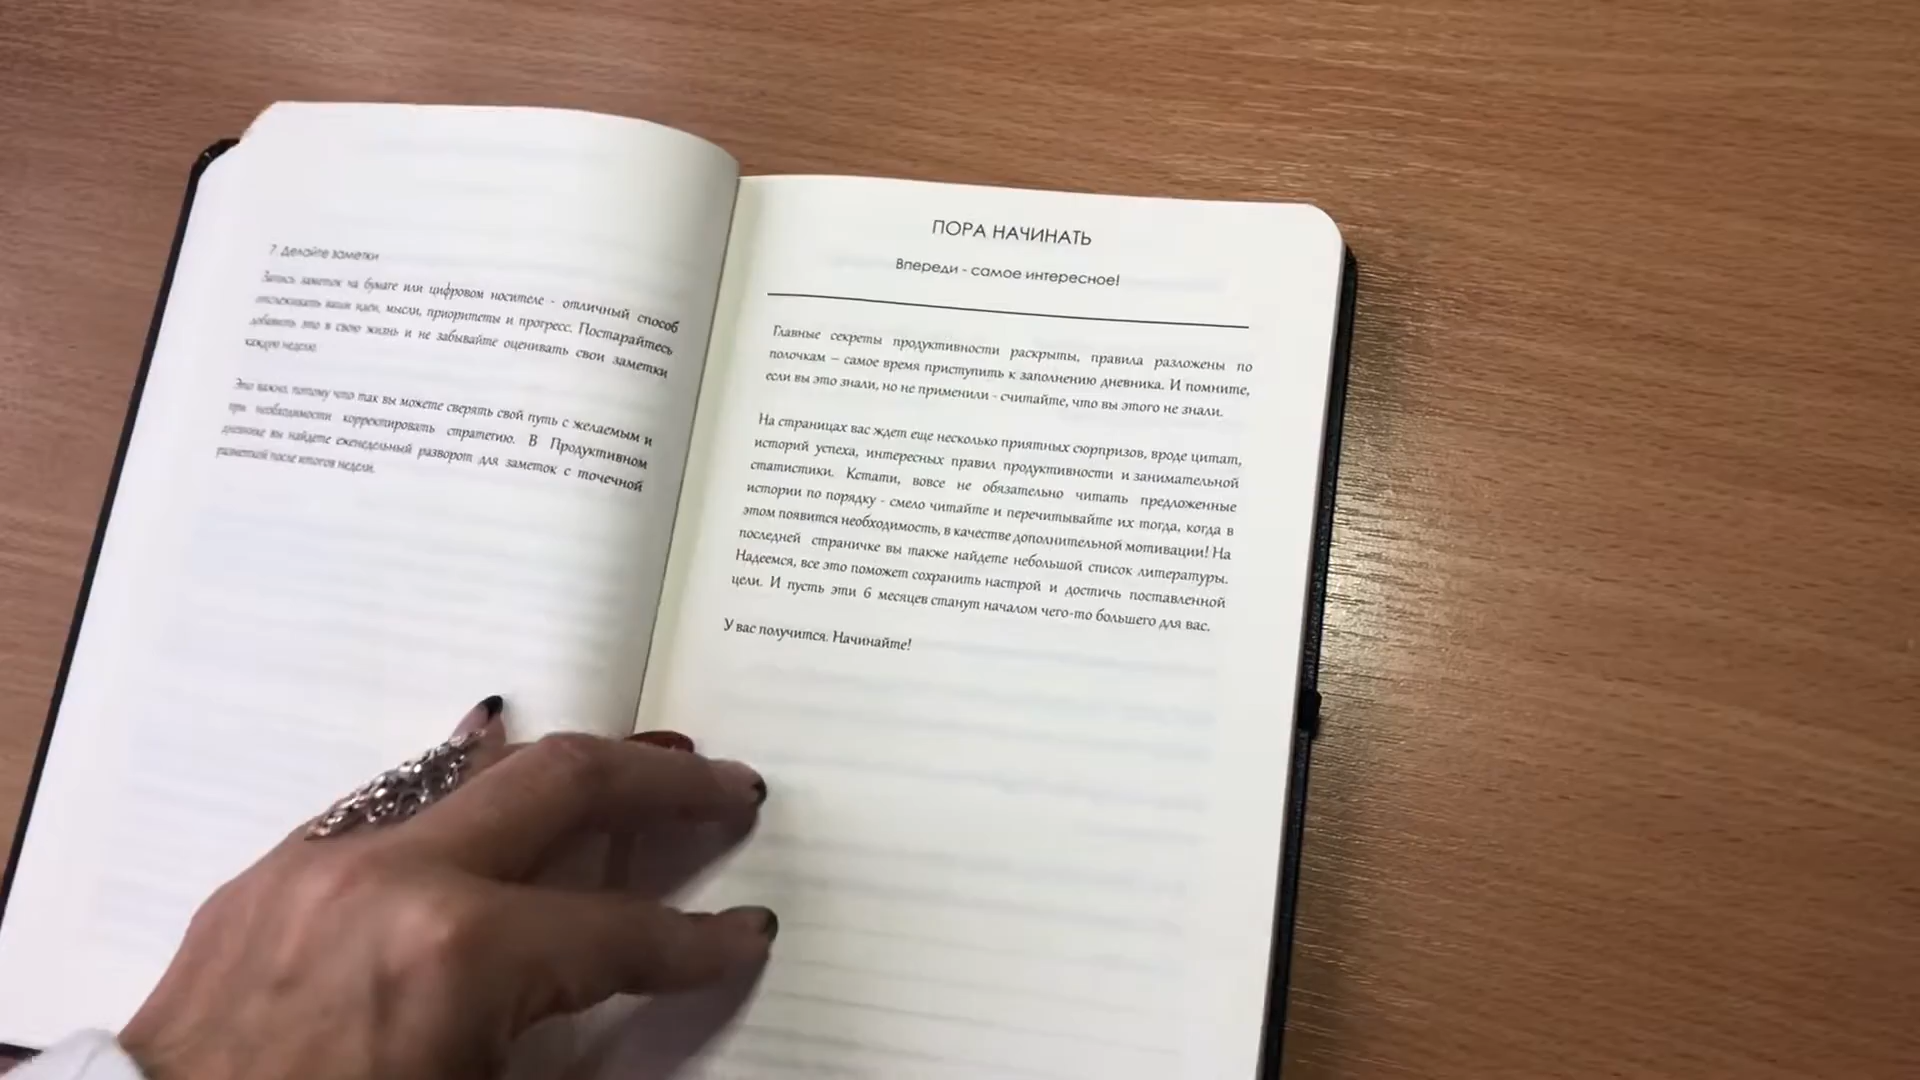 7. Делайте заметки
Запись заметок на бумаге или цифровом носителе - отличный способ
отслеживать ваши идеи, мысли, приоритеты и прогресс. Постарайтесь
добавить это в свою жизнь и не забывайте оценивать свои заметки
каждую неделю.
Это важно, потому что так вы можете сверять свой путь с желаемым и
при необходимости корректировать стратегию. В Продуктивном
дневнике вы найдете еженедельный разворот для заметок с точечной
разметкой после итогов недели.
ПОРА НАЧИНАТЬ
Впереди - самое интересное!
Главные секреты продуктивности раскрыты, правила разложены по
полочкам – самое время приступить к заполнению дневника. И помните,
если вы это знали, но не применили - считайте, что вы этого не знали.
На страницах вас ждет еще несколько приятных сюрпризов, вроде цитат,
историй успеха, интересных правил продуктивности и занимательной
статистики. Кстати, вовсе не обязательно читать предложенные
истории по порядку - смело читайте и перечитывайте их тогда, когда в
этом появится необходимость, в качестве дополнительной мотивации! На
последней страничке вы также найдете небольшой список литературы.
Надеемся, все это поможет сохранить настрой и достичь поставленной
цели. И пусть эти 6 месяцев станут началом чего-то большего для вас.
У вас получится. Начинайте!